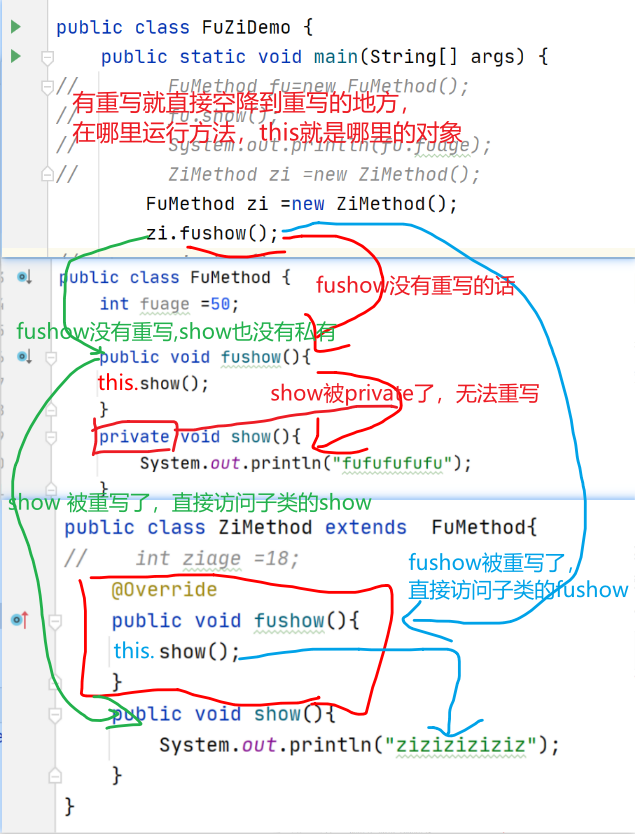 public class FuZiDemo {
public static void main(String[] args) {
// FuMethod fu=new FuMethod();
有重写就直接空降到重写的地方，
// fu.show();
在哪里运行方法，this就是哪里的对象
// System.out.println(fu.fuage);
// ZiMethod zi =new ZiMethod();
FuMethod zi =new ZiMethod();
zi.fushow();
//
public class FuMethod {
fushow没有重写的话
int fuage =50;
fushow没有重写,show也没有私有
public void fushow(){
this.show();
show被private了，无法重写
}
private void show(){
System.out.println("fufufufufu");
}
show 被重写了，直接访问子类的show
public class ZiMethod extends FuMethod{
// int ziage =18;
fushow被重写了，
直接访问子类的fushow
@Override
public void fushow(){
this. show();
}
public void show(){
System.out.println("ziziziziziz");
}
}